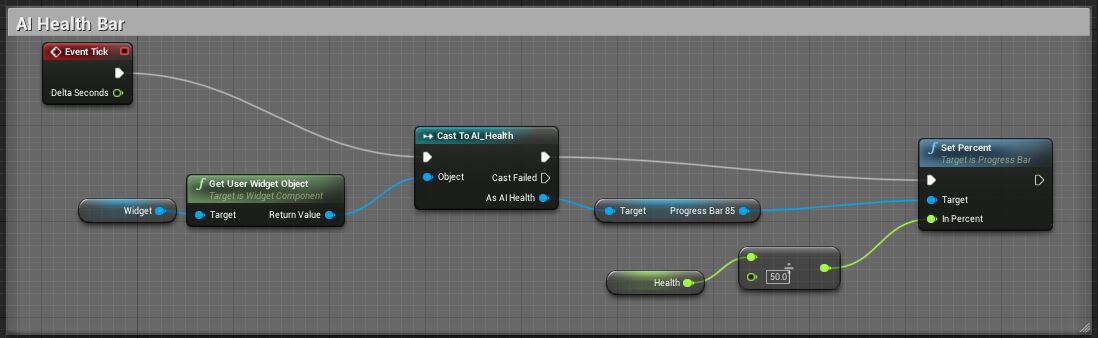 AI Health Bar
Event Tick
Delta Seconds
Cast To AI_Health
Object
Cast Failed
As AI Health
Set Percent
Target is Progress Bar
Target
In Percent
Get User Widget Object
Target is Widget Component
Widget
Target
Return Value
Target
Progress Bar 85
Health
÷
50.0